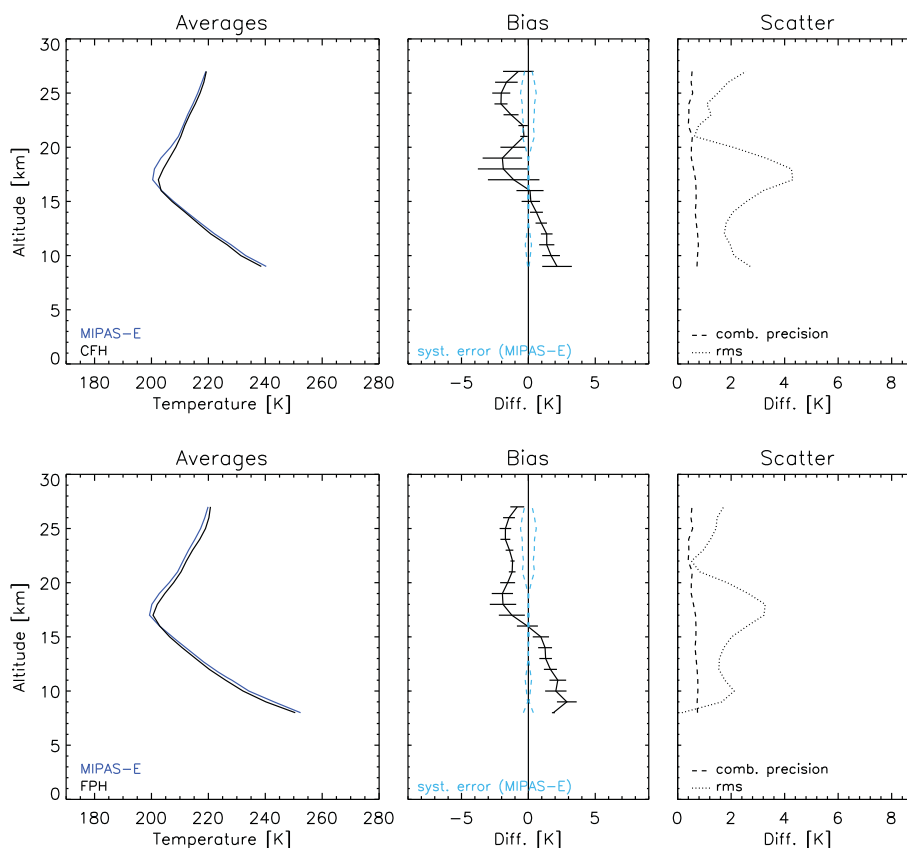 Averages
Bias
Scatter
Altitude [km]
30
25
20
15
10
5
0
MIPAS-E
CFH
180 200 220 240 260 280
Temperature [K]
syst. error (MIPAS-E)
-5 0 5
Diff. [K]
comb. precision
rms
0 2 4 6 8
Diff. [K]
Averages
Bias
Scatter
Altitude [km]
30
25
20
15
10
5
0
MIPAS-E
FPH
180 200 220 240 260 280
Temperature [K]
syst. error (MIPAS-E)
-5 0 5
Diff. [K]
comb. precision
rms
0 2 4 6 8
Diff. [K]